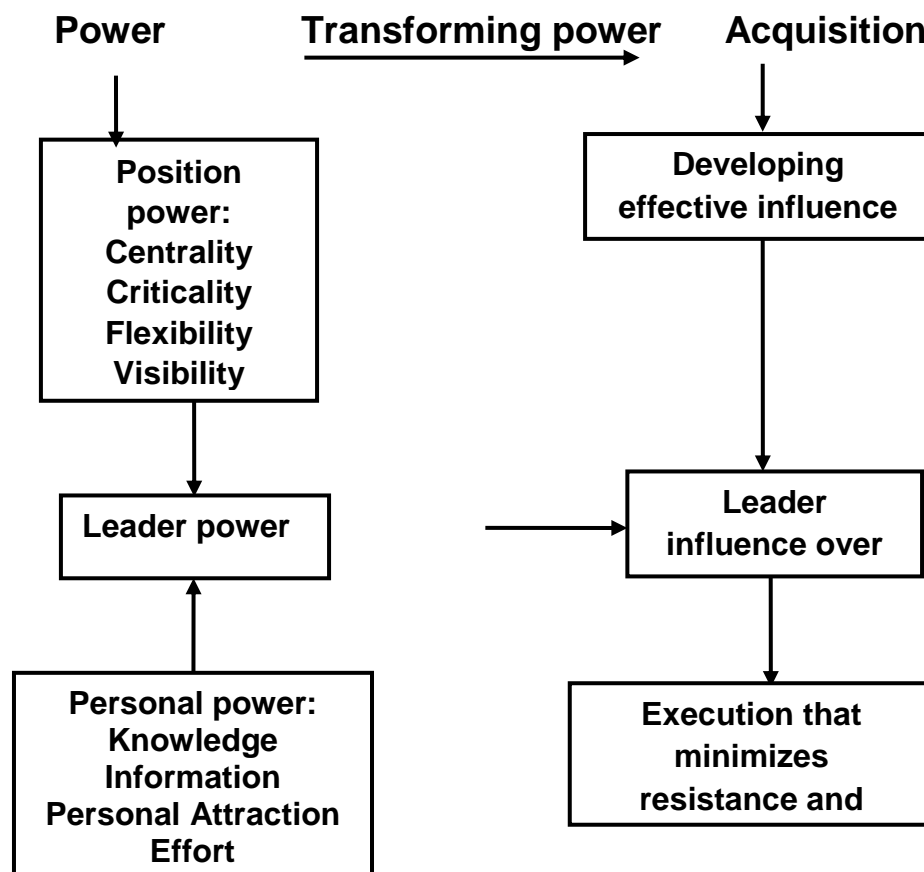 Power
Transforming power
Acquisition
Position
power:
Centrality
Criticality
Flexibility
Visibility
Developing
effective influence
Leader power
Leader
influence over
Personal power:
Knowledge
Information
Personal Attraction
Effort
Execution that
minimizes
resistance and